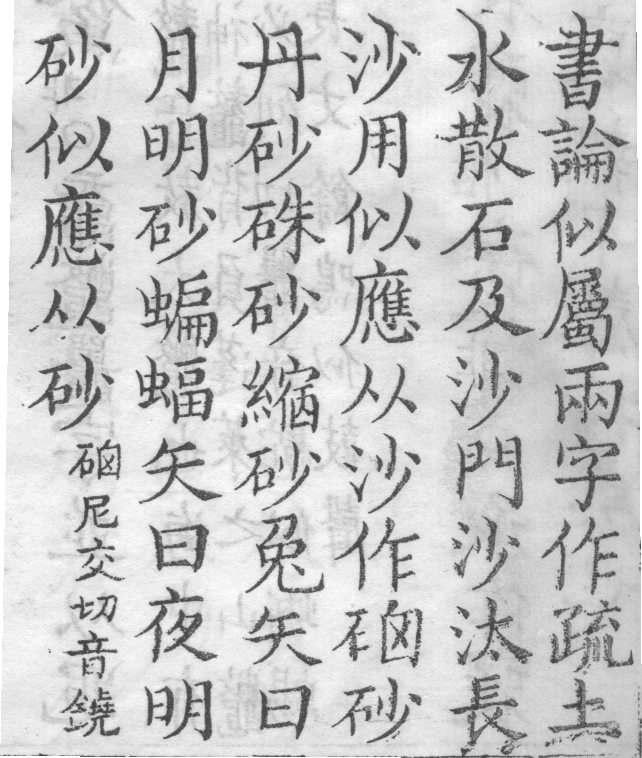 書論似屬兩字作疏土
水散石及沙門沙汰長
沙用似應从沙作硇砂
丹砂硃砂縮砂兔矢曰
月明砂蝙蝠矢曰夜明
砂似應从砂硇尼交切音鐃